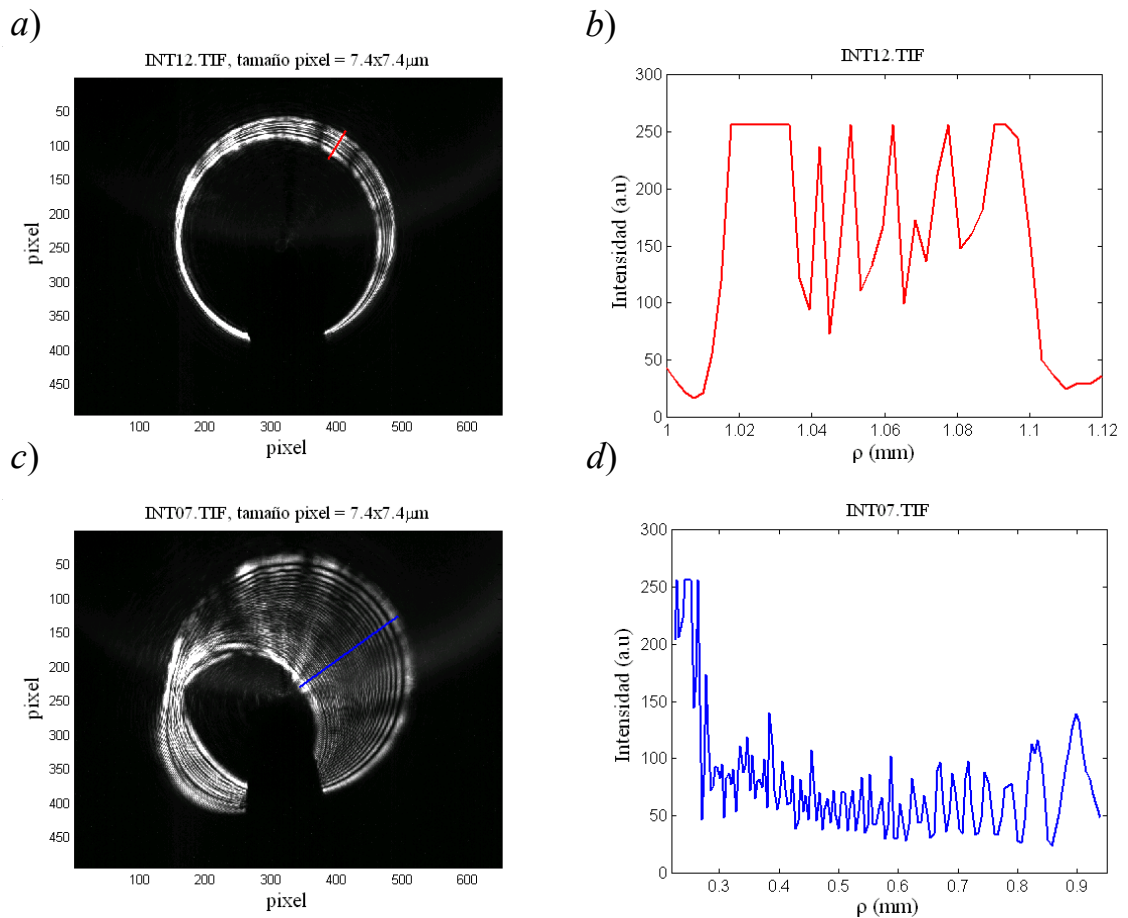 a)
INT12.TIF, tamaño pixel = 7.4x7.4µm
50
100
150
200
250
300
350
400
450
pixel
100 200 300 400 500 600
pixel
b)
INT12.TIF
300
250
200
150
100
50
0
Intensidad (a.u)
1 1.02 1.04 1.06 1.08 1.1 1.12
ρ (mm)
c)
INT07.TIF, tamaño pixel = 7.4x7.4µm
50
100
150
200
250
300
350
400
450
pixel
100 200 300 400 500 600
pixel
d)
INT07.TIF
300
250
200
150
100
50
0
Intensidad (a.u)
0.3 0.4 0.5 0.6 0.7 0.8 0.9
ρ (mm)